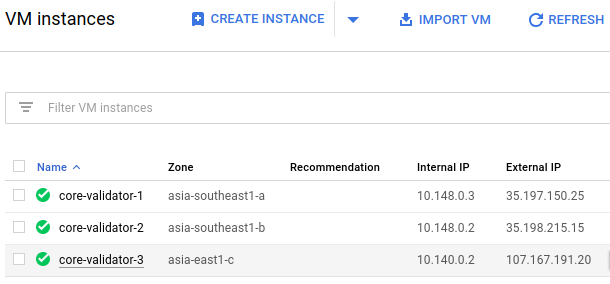 VM instances CREATE INSTANCE IMPORT VM REFRESH
Filter VM instances
Name Zone Recommendation Internal IP External IP
core-validator-1 asia-southeast1-a 10.148.0.3 35.197.150.25
core-validator-2 asia-southeast1-b 10.148.0.2 35.198.215.15
core-validator-3 asia-east1-c 10.140.0.2 107.167.191.20